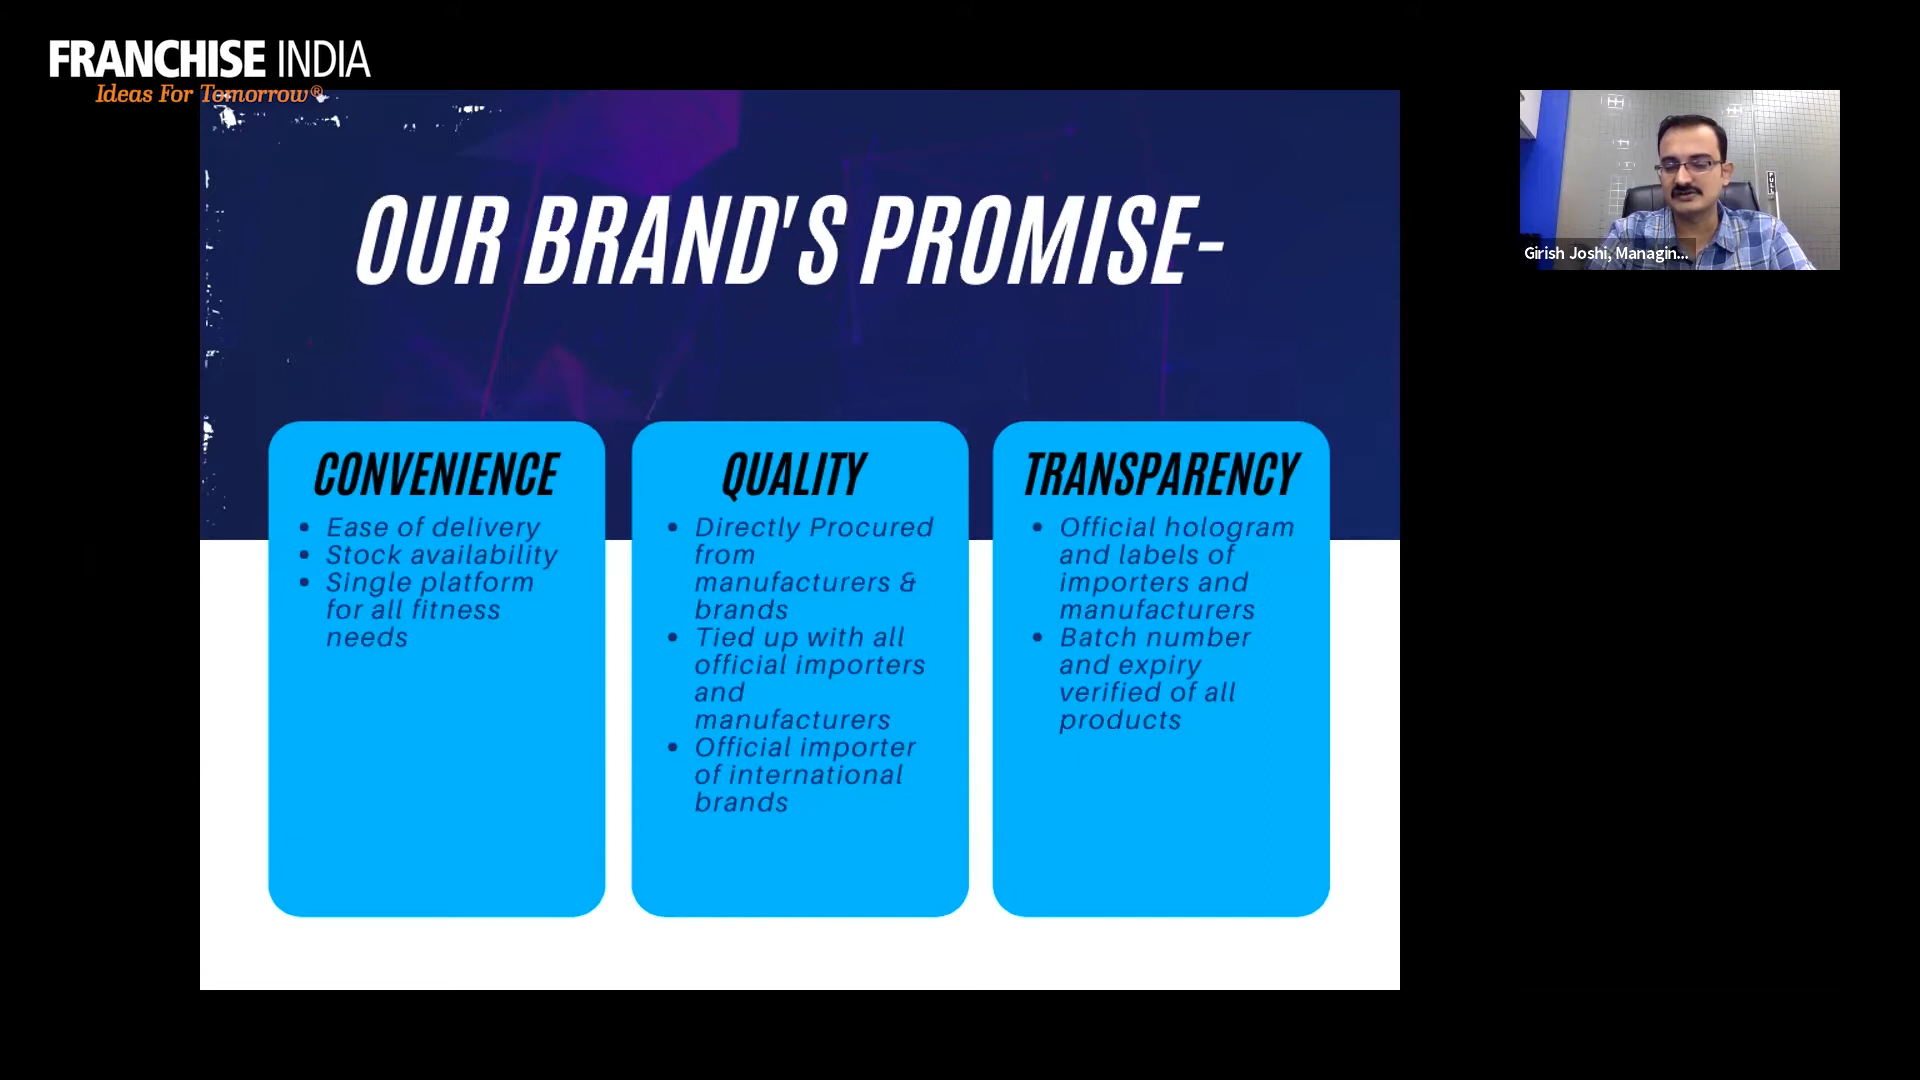 FRANCHISE INDIA
Ideas For Tomorrow®
OUR BRAND'S PROMISE-
CONVENIENCE
• Ease of delivery
• Stock availability
• Single platform
for all fitness
needs
QUALITY
• Directly Procured
from
manufacturers &
brands
• Tied up with all
official importers
and
manufacturers
• Official importer
of international
brands
TRANSPARENCY
• Official hologram
and labels of
importers and
manufacturers
• Batch number
and expiry
verified of all
products
Girish Joshi, Managin...